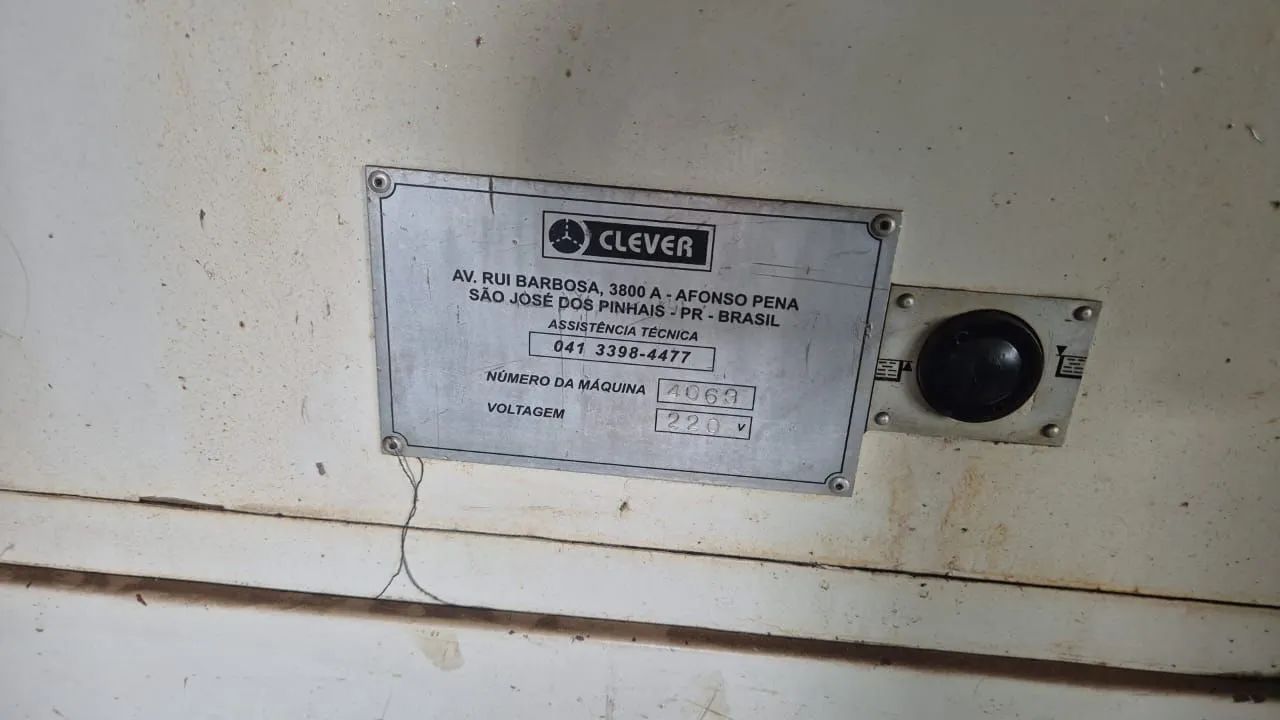 CLEVER
AV. RUI BARBOSA, 3800 A - AFONSO PENA
SÃO JOSÉ DOS PINHAIS - PR - BRASIL
ASSISTÊNCIA TÉCNICA
041 3398-4477
NÚMERO DA MÁQUINA 4069
VOLTAGEM 220 V